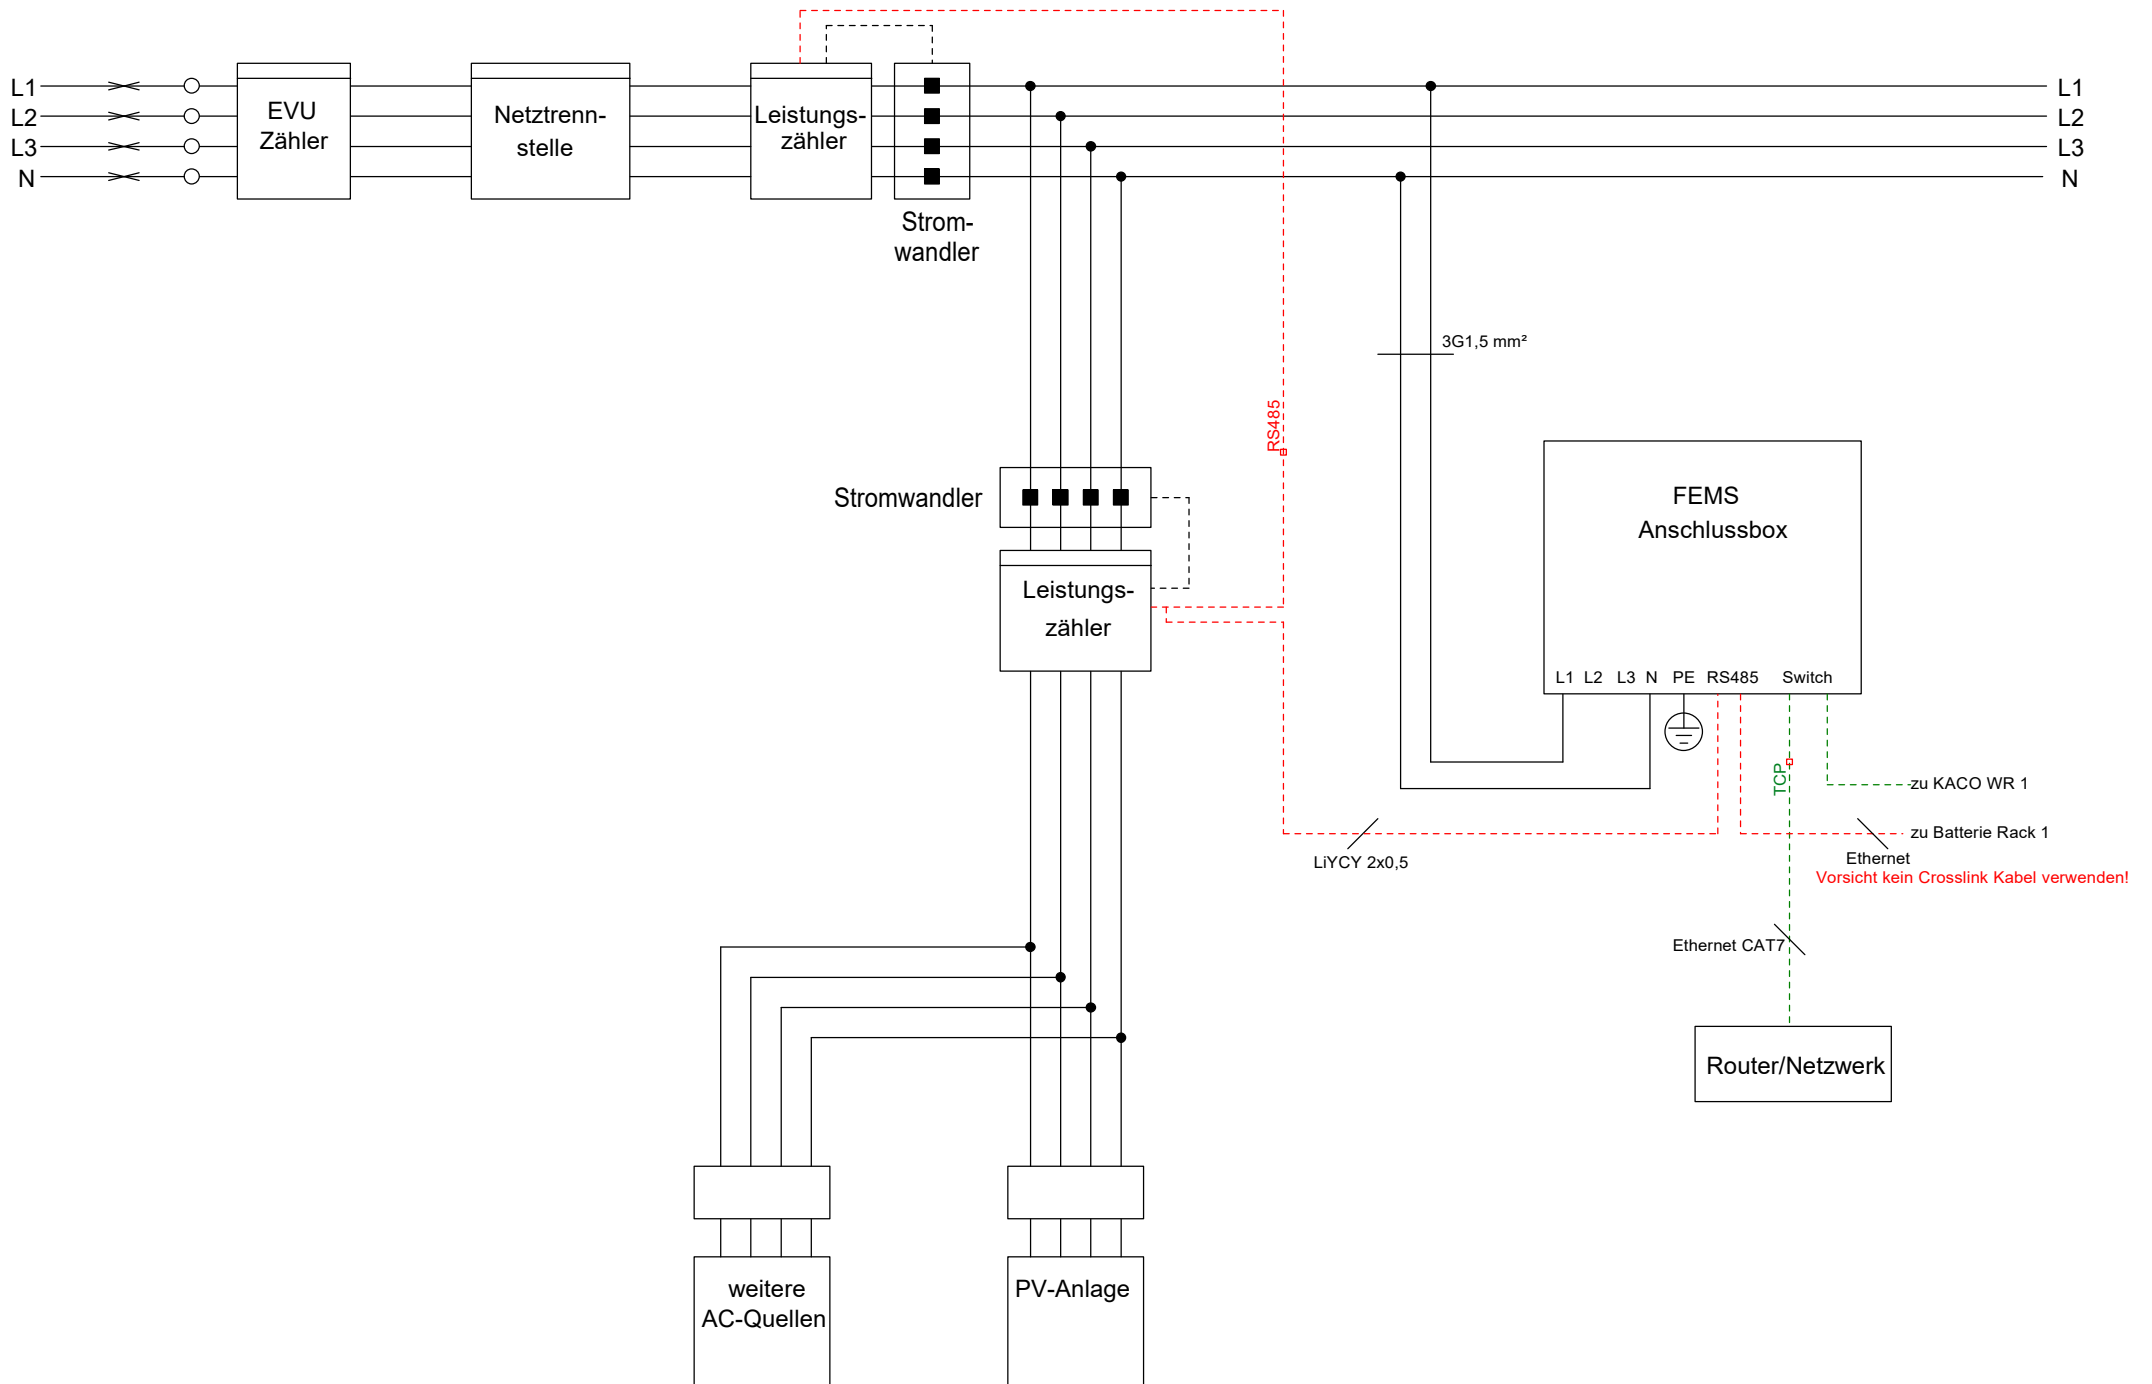 L1
L2
L3
N
EVU
Zähler
Netztrenn-
stelle
Leistungs-
zähler
Strom-
wandler
L1
L2
L3
N
3G1,5 mm²
RS485
Stromwandler
Leistungs-
zähler
FEMS
Anschlussbox
L1 L2 L3 N PE RS485 Switch
TCP
zu KACO WR 1
zu Batterie Rack 1
LiYCY 2x0,5
Ethernet
Vorsicht kein Crosslink Kabel verwenden!
Ethernet CAT7
Router/Netzwerk
weitere
AC-Quellen
PV-Anlage